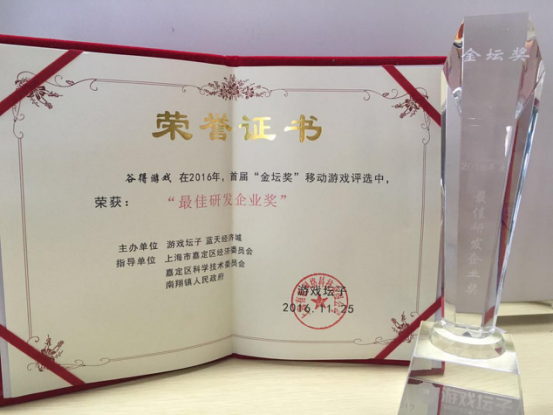 荣誉证书
谷得游戏 在2016年, 首届“金坛奖”移动游戏评选中,
荣获： “最佳研发企业奖”
主办单位 游戏坛子 蓝天经济城
指导单位 上海市嘉定区经济委员会
嘉定区科学技术委员会
南翔镇人民政府
游戏坛子
2016.11.25
金坛奖
最佳研发企业奖
游戏坛子